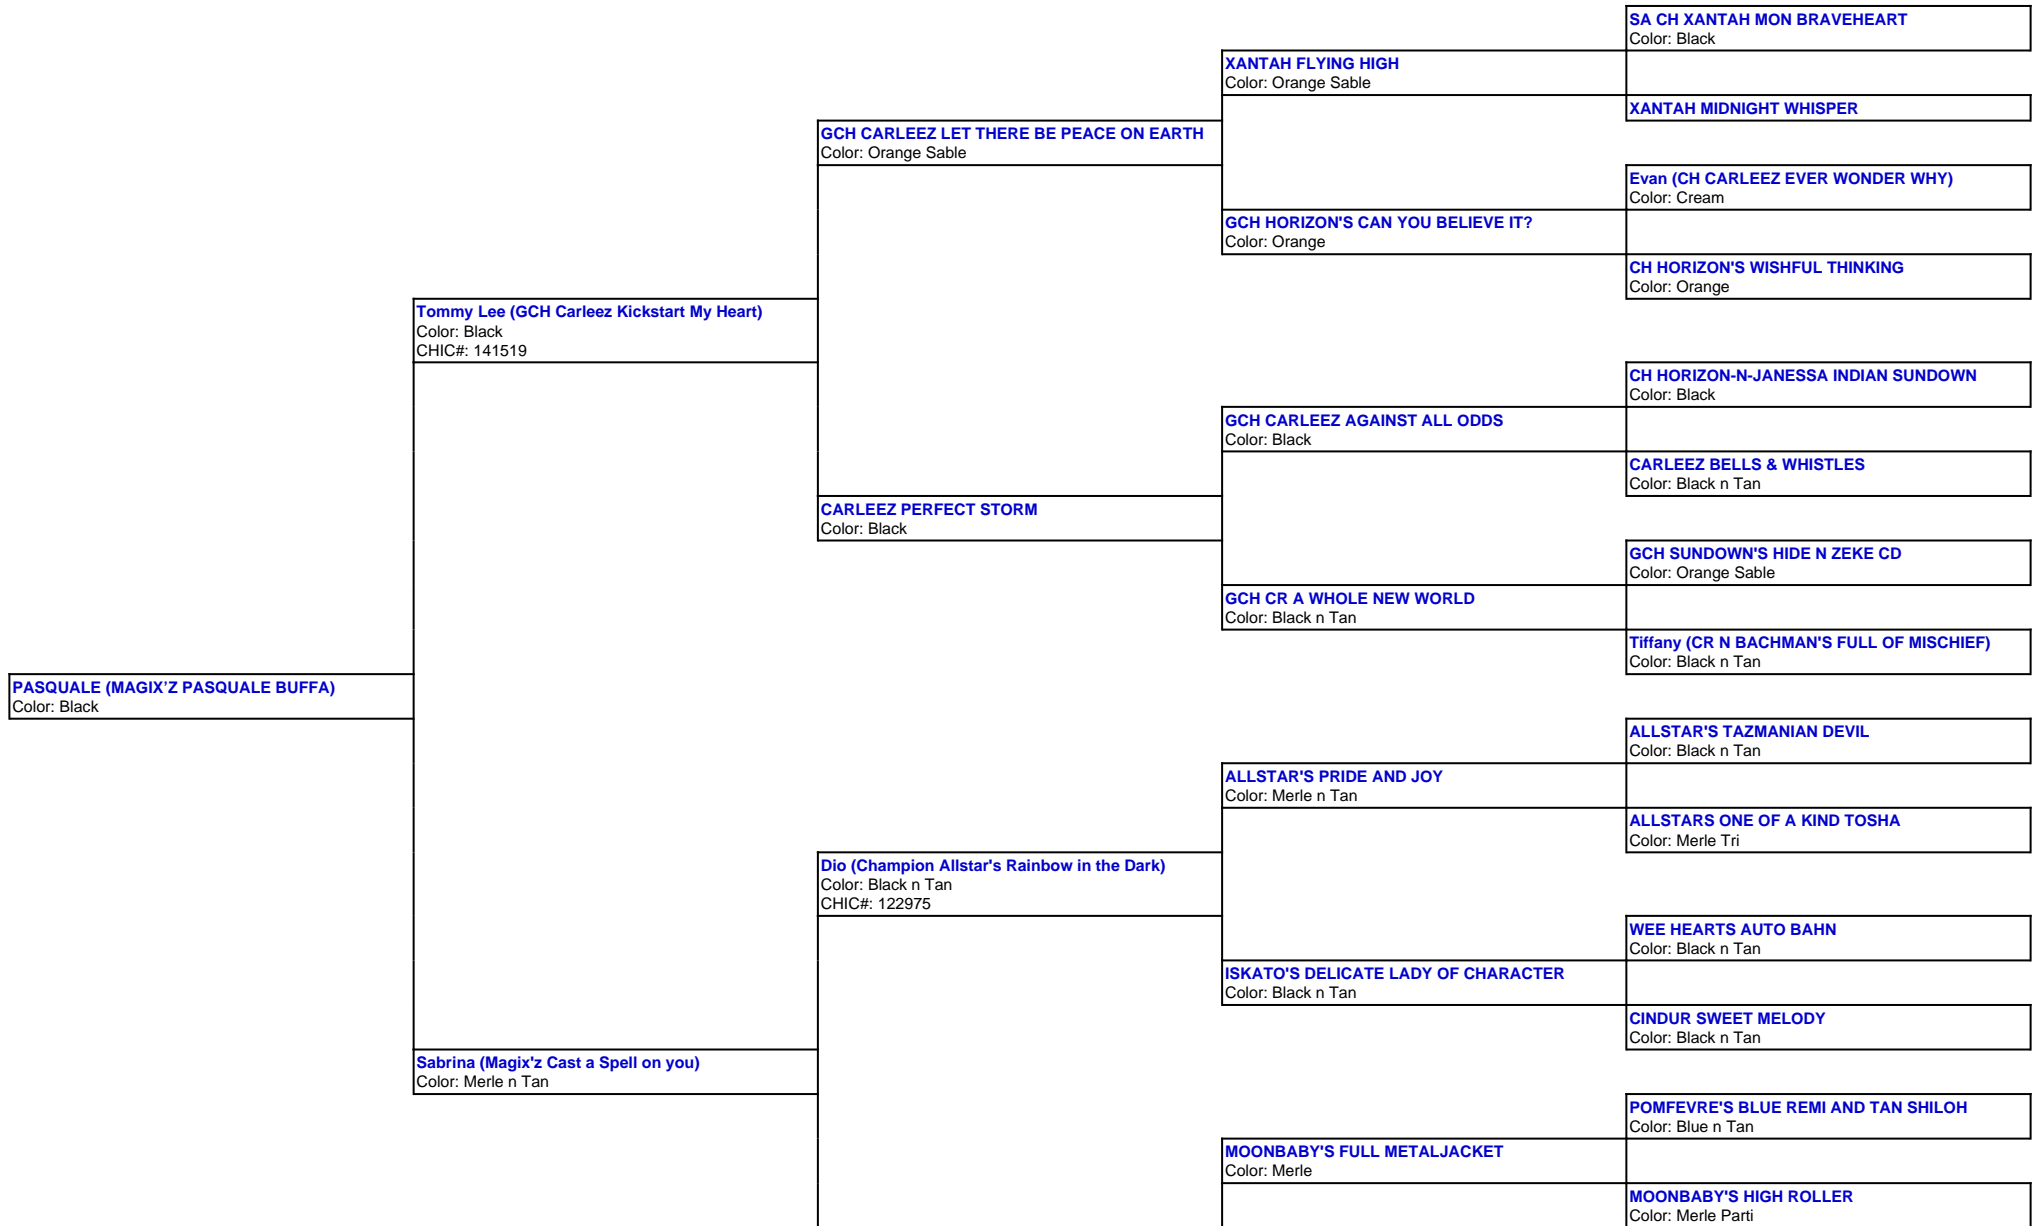 SA CH XANTAH MON BRAVEHEART
Color: Black
XANTAH FLYING HIGH
Color: Orange Sable
XANTAH MIDNIGHT WHISPER
GCH CARLEEZ LET THERE BE PEACE ON EARTH
Color: Orange Sable
Evan (CH CARLEEZ EVER WONDER WHY)
Color: Cream
GCH HORIZON'S CAN YOU BELIEVE IT?
Color: Orange
CH HORIZON'S WISHFUL THINKING
Color: Orange
Tommy Lee (GCH Carleez Kickstart My Heart)
Color: Black
CHIC#: 141519
CH HORIZON-N-JANESSA INDIAN SUNDOWN
Color: Black
GCH CARLEEZ AGAINST ALL ODDS
Color: Black
CARLEEZ BELLS & WHISTLES
Color: Black n Tan
CARLEEZ PERFECT STORM
Color: Black
GCH SUNDOWN'S HIDE N ZEKE CD
Color: Orange Sable
GCH CR A WHOLE NEW WORLD
Color: Black n Tan
Tiffany (CR N BACHMAN'S FULL OF MISCHIEF)
Color: Black n Tan
PASQUALE (MAGIX’Z PASQUALE BUFFA)
Color: Black
ALLSTAR'S TAZMANIAN DEVIL
Color: Black n Tan
ALLSTAR'S PRIDE AND JOY
Color: Merle n Tan
ALLSTARS ONE OF A KIND TOSHA
Color: Merle Tri
Dio (Champion Allstar's Rainbow in the Dark)
Color: Black n Tan
CHIC#: 122975
WEE HEARTS AUTO BAHN
Color: Black n Tan
ISKATO'S DELICATE LADY OF CHARACTER
Color: Black n Tan
CINDUR SWEET MELODY
Color: Black n Tan
Sabrina (Magix'z Cast a Spell on you)
Color: Merle n Tan
POMFEVRE'S BLUE REMI AND TAN SHILOH
Color: Blue n Tan
MOONBABY'S FULL METALJACKET
Color: Merle
MOONBABY'S HIGH ROLLER
Color: Merle Parti